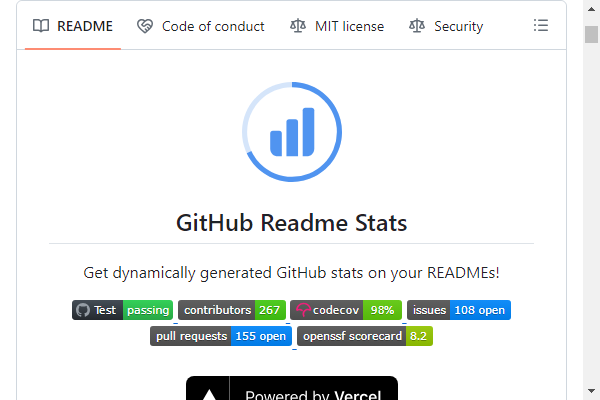 README Code of conduct MIT license Security
GitHub Readme Stats
Get dynamically generated GitHub stats on your READMEs!
Test passing contributors 267 codecov 98% issues 108 open
pull requests 155 open openssf scorecard 8.2
Powered by Vercel